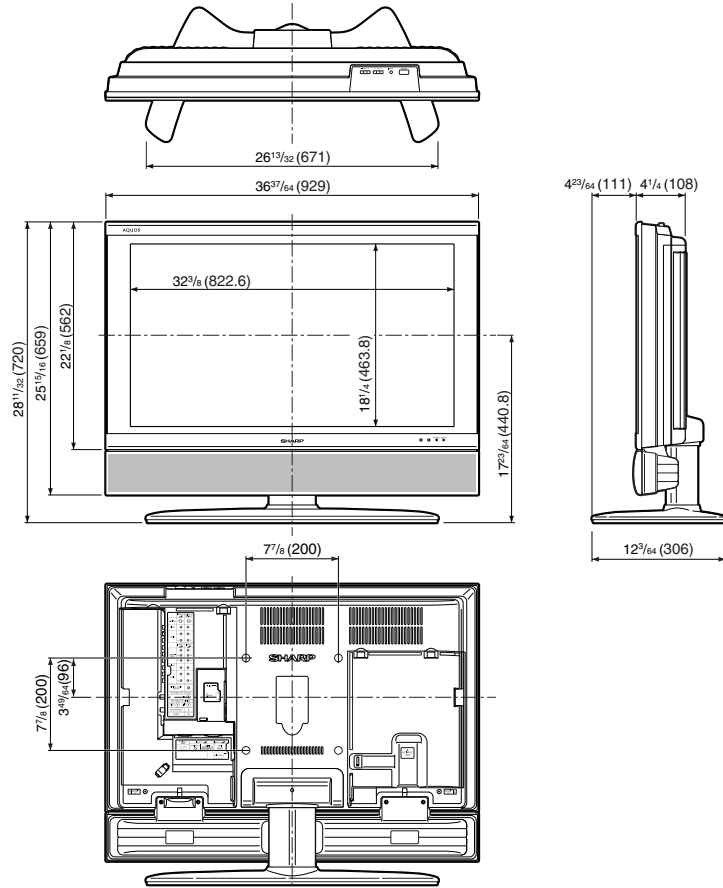 26 13/32 (671)
36 37/64 (929)
4 23/64 (111)
4 1/4 (108)
AQUOS
32 3/8 (822.6)
28 11/32 (720)
25 15/16 (659)
22 1/8 (562)
18 1/4 (463.8)
17 23/64 (440.8)
SHARP
12 3/64 (306)
7 7/8 (200)
SHARP
7 7/8 (200)
3 49/64 (96)